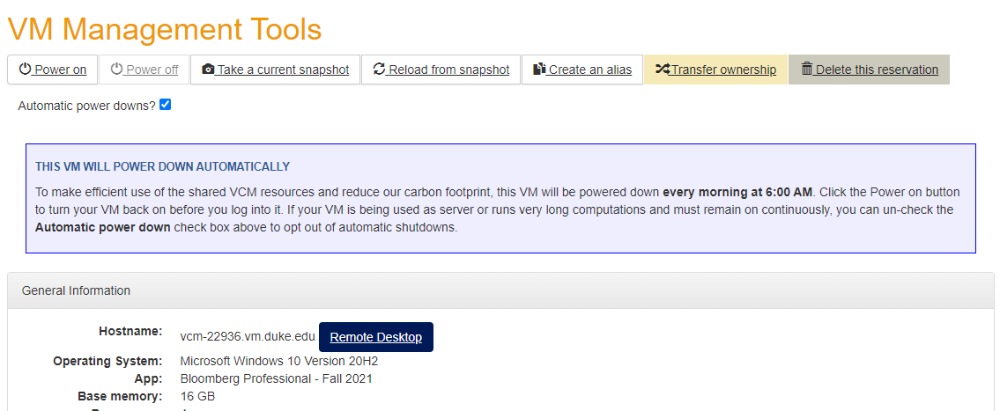 VM Management Tools
Power on Power off Take a current snapshot Reload from snapshot Create an alias Transfer ownership Delete this reservation
Automatic power downs?
THIS VM WILL POWER DOWN AUTOMATICALLY
To make efficient use of the shared VCM resources and reduce our carbon footprint, this VM will be powered down every morning at 6:00 AM. Click the Power on button
to turn your VM back on before you log into it. If your VM is being used as server or runs very long computations and must remain on continuously, you can un-check the
Automatic power down check box above to opt out of automatic shutdowns.
General Information
Hostname: vcm-22936.vm.duke.edu Remote Desktop
Operating System: Microsoft Windows 10 Version 20H2
App: Bloomberg Professional - Fall 2021
Base memory: 16 GB